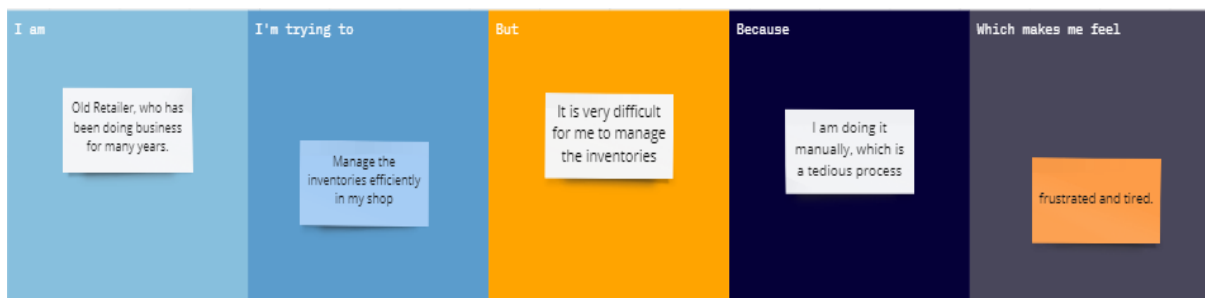 I am
Old Retailer, who has
been doing business
for many years.
I'm trying to
Manage the
inventories efficiently
in my shop
But
It is very difficult
for me to manage
the inventories
Because
I am doing it
manually, which is
a tedious process
Which makes me feel
frustrated and tired.